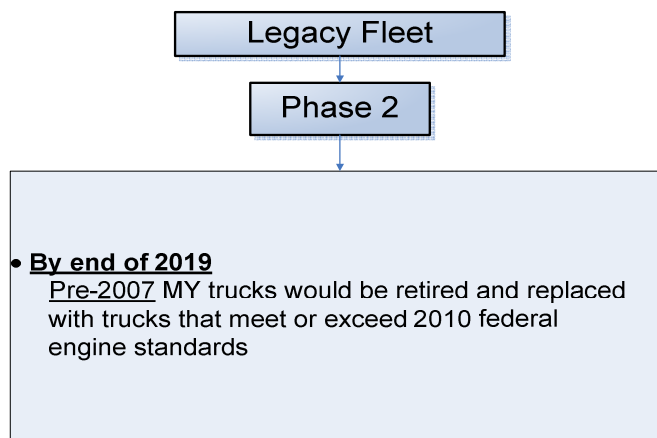 Legacy Fleet
Phase 2
• By end of 2019
Pre-2007 MY trucks would be retired and replaced
with trucks that meet or exceed 2010 federal
engine standards